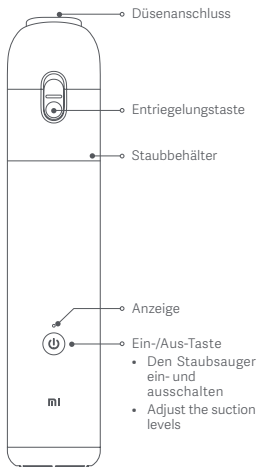 Düsenanschluss
Entriegelungstaste
Staubbehälter
Anzeige
Ein-/Aus-Taste
• Den Staubsauger
ein- und
ausschalten
• Adjust the suction
levels
mi